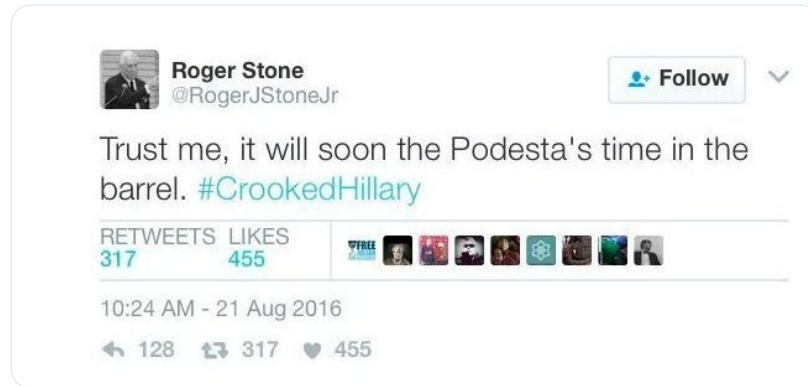 Roger Stone
@RogerJStoneJr
Follow
Trust me, it will soon the Podesta's time in the
barrel. #CrookedHillary
RETWEETS LIKES
317 455
FREE
10:24 AM - 21 Aug 2016
128 317 455